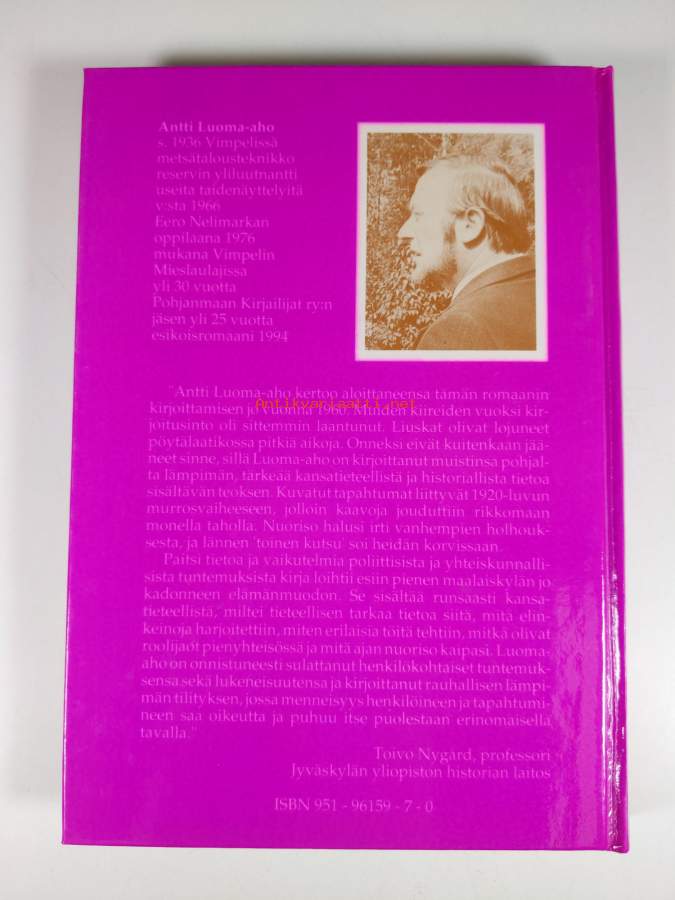 Antti Luoma-aho
s. 1936 Vimpelissä
metsätalousteknikko
reservin yliluutnantti
useita taidenäyttelyitä
v:sta 1966
Eero Nelimarkan
oppilaana 1976
mukana Vimpelin
Mieslaulajissa
yli 30 vuotta
Pohjanmaan Kirjailijat ry:n
jäsen yli 25 vuotta
esikoisromaani 1994
"Antti Luoma-aho kertoo aloittaneensa tämän romaanin
Antikvariaatti.net
kirjoittamisen jo vuonna 1960. Muiden kiireiden vuoksi kir-
joitusinto oli sittemmin laantunut. Liuskat olivat lojuneet
pöytälaatikossa pitkiä aikoja. Onneksi eivät kuitenkaan jää-
neet sinne, sillä Luoma-aho on kirjoittanut muistinsa pohjal-
ta lämpimän, tärkeää kansatieteellistä ja historiallista tietoa
sisältävän teoksen. Kuvatut tapahtumat liittyvät 1920-luvun
murrosvaiheeseen, jolloin kaavoja jouduttiin rikkomaan
monella taholla. Nuoriso halusi irti vanhempien holhouk-
sesta, ja lännen 'toinen kutsu' soi heidän korvissaan.
Paitsi tietoa ja vaikutelmia poliittisista ja yhteiskunnalli-
sista tuntemuksista kirja loihtii esiin pienen maalaiskylän jo
kadonneen elämänmuodon. Se sisältää runsaasti kansa-
tieteellistä, miltei tieteellisen tarkaa tietoa siitä, mitä elin-
keinoja harjoitettiin, miten erilaisia töitä tehtiin, mitkä olivat
roolijaot pienyhteisössä ja mitä ajan nuoriso kaipasi. Luoma-
aho on onnistuneesti sulattanut henkilökohtaiset tuntemuk-
sensa sekä lukeneisuutensa ja kirjoittanut rauhallisen lämpi-
män tilityksen, jossa menneisyys henkilöineen ja tapahtumi-
neen saa oikeutta ja puhuu itse puolestaan erinomaisella
tavalla."
Toivo Nygård, professori
Jyväskylän yliopiston historian laitos
ISBN 951 - 96159 - 7 - 0